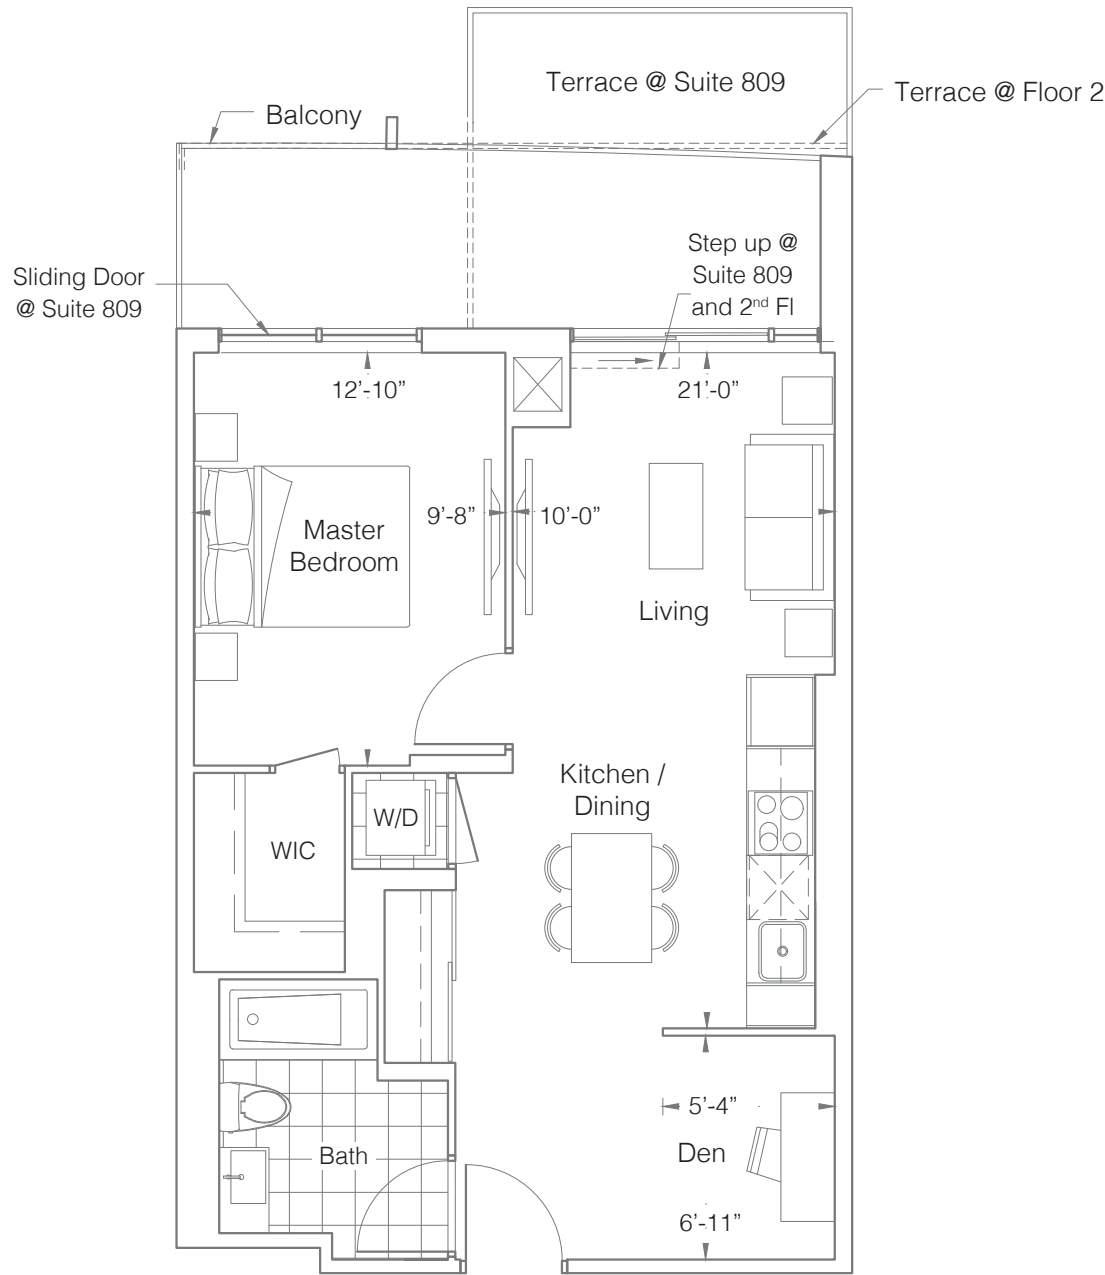 Terrace @ Suite 809
Terrace @ Floor 2
Balcony
Step up @
Suite 809
and 2nd Fl
Sliding Door
@ Suite 809
12'-10”
21'-0”
9'-8”
10'-0”
Master
Bedroom
Living
Kitchen /
Dining
W/D
WIC
5'-4”
Bath
Den
6'-11”